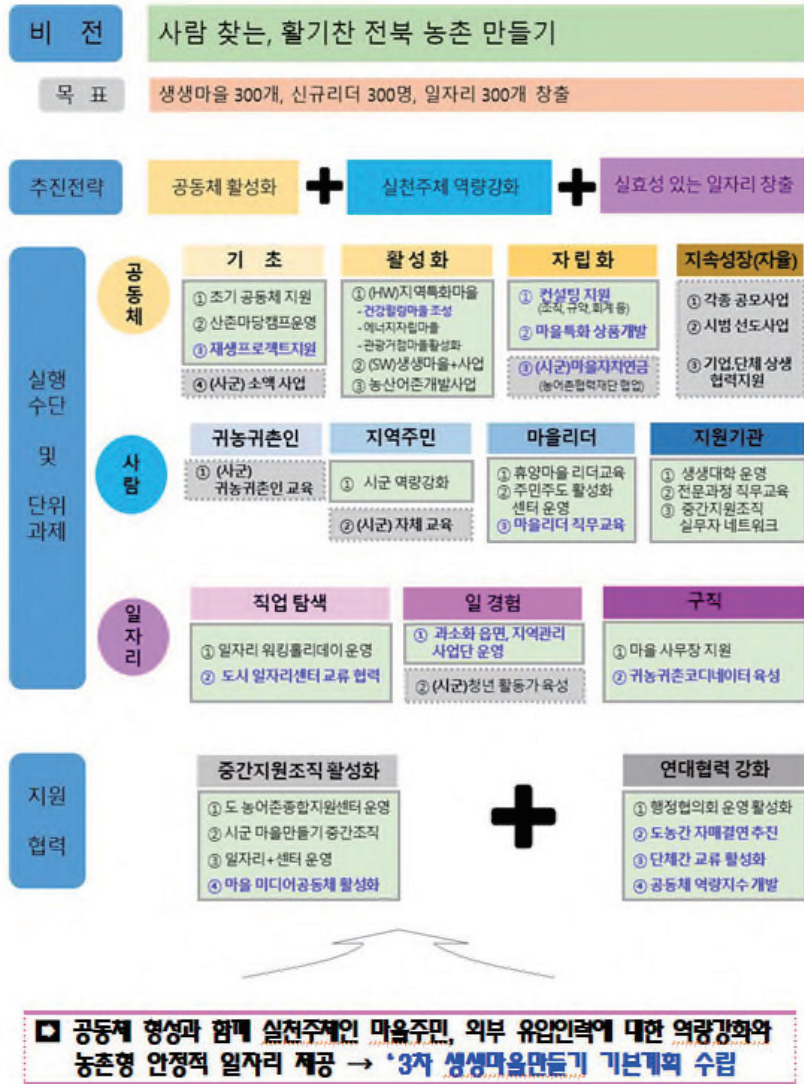 비 전
사람 찾는, 활기찬 전북 농촌 만들기
목 표
생생마을 300개, 신규리더 300명, 일자리 300개 창출
추진전략
공동체 활성화
실천주체 역량강화
실효성 있는 일자리 창출
실행
수단
및
단위
과제
공
동
체
기 초
① 초기 공동체 지원
② 산촌마당캠프운영
③ 재생프로젝트지원
④ (시군) 소액 사업
활 성 화
① (HW)지역특화마을
- 건강힐링마을 조성
-에너지자립마을
-관광거점마을활성화
② (SW)생생마을+사업
③ 농산어촌개발사업
자 립 화
① 컨설팅 지원
(조직, 규약, 회계 등)
② 마을특화 상품개발
③ (시군)마을자치연금
(농어촌협력재단 협업)
지속성장(자율)
① 각종 공모사업
② 시범 선도사업
③ 기업.단체 상생
협력지원
사
람
귀농귀촌인
① (시군)
귀농귀촌인 교육
지역주민
① 시군 역량강화
② (시군) 자체 교육
마을리더
① 휴양마을 리더교육
② 주민주도 활성화
센터 운영
③ 마을리더 직무교육
지원기관
① 생생대학 운영
② 전문과정 직무교육
③ 중간지원조직
실무자 네트워크
일
자
리
직업 탐색
① 일자리 워킹홀리데이 운영
② 도시 일자리센터 교류 협력
일 경험
① 과소화 읍면, 지역관리
사업단 운영
② (시군)청년 활동가 육성
구직
① 마을 사무장 지원
② 귀농귀촌코디네이터 육성
지원
협력
중간지원조직 활성화
① 도 농어촌종합지원센터 운영
② 시군 마을만들기 중간조직
③ 일자리+센터 운영
④ 마을 미디어공동체 활성화
연대협력 강화
① 행정협의회 운영 활성화
② 도농간 자매결연 추진
③ 단체간 교류 활성화
④ 공동체 역량지수 개발
공동체 형성과 함께 실천주체인 마을주민, 외부 유입인력에 대한 역량강화와
농촌형 안정적 일자리 제공 → ‘3차 생생마을만들기 기본계획 수립